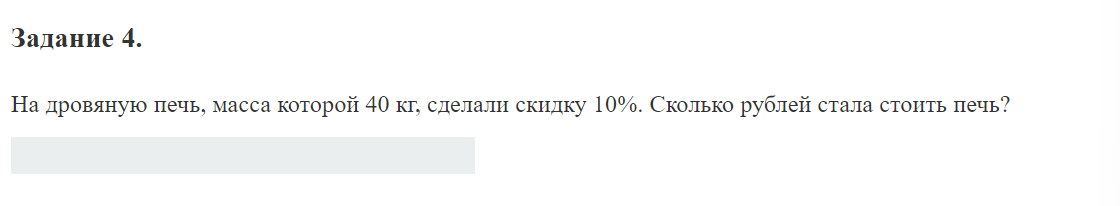 Задание 4.
На дровяную печь, масса которой 40 кг, сделали скидку 10%. Сколько рублей стала стоить печь?